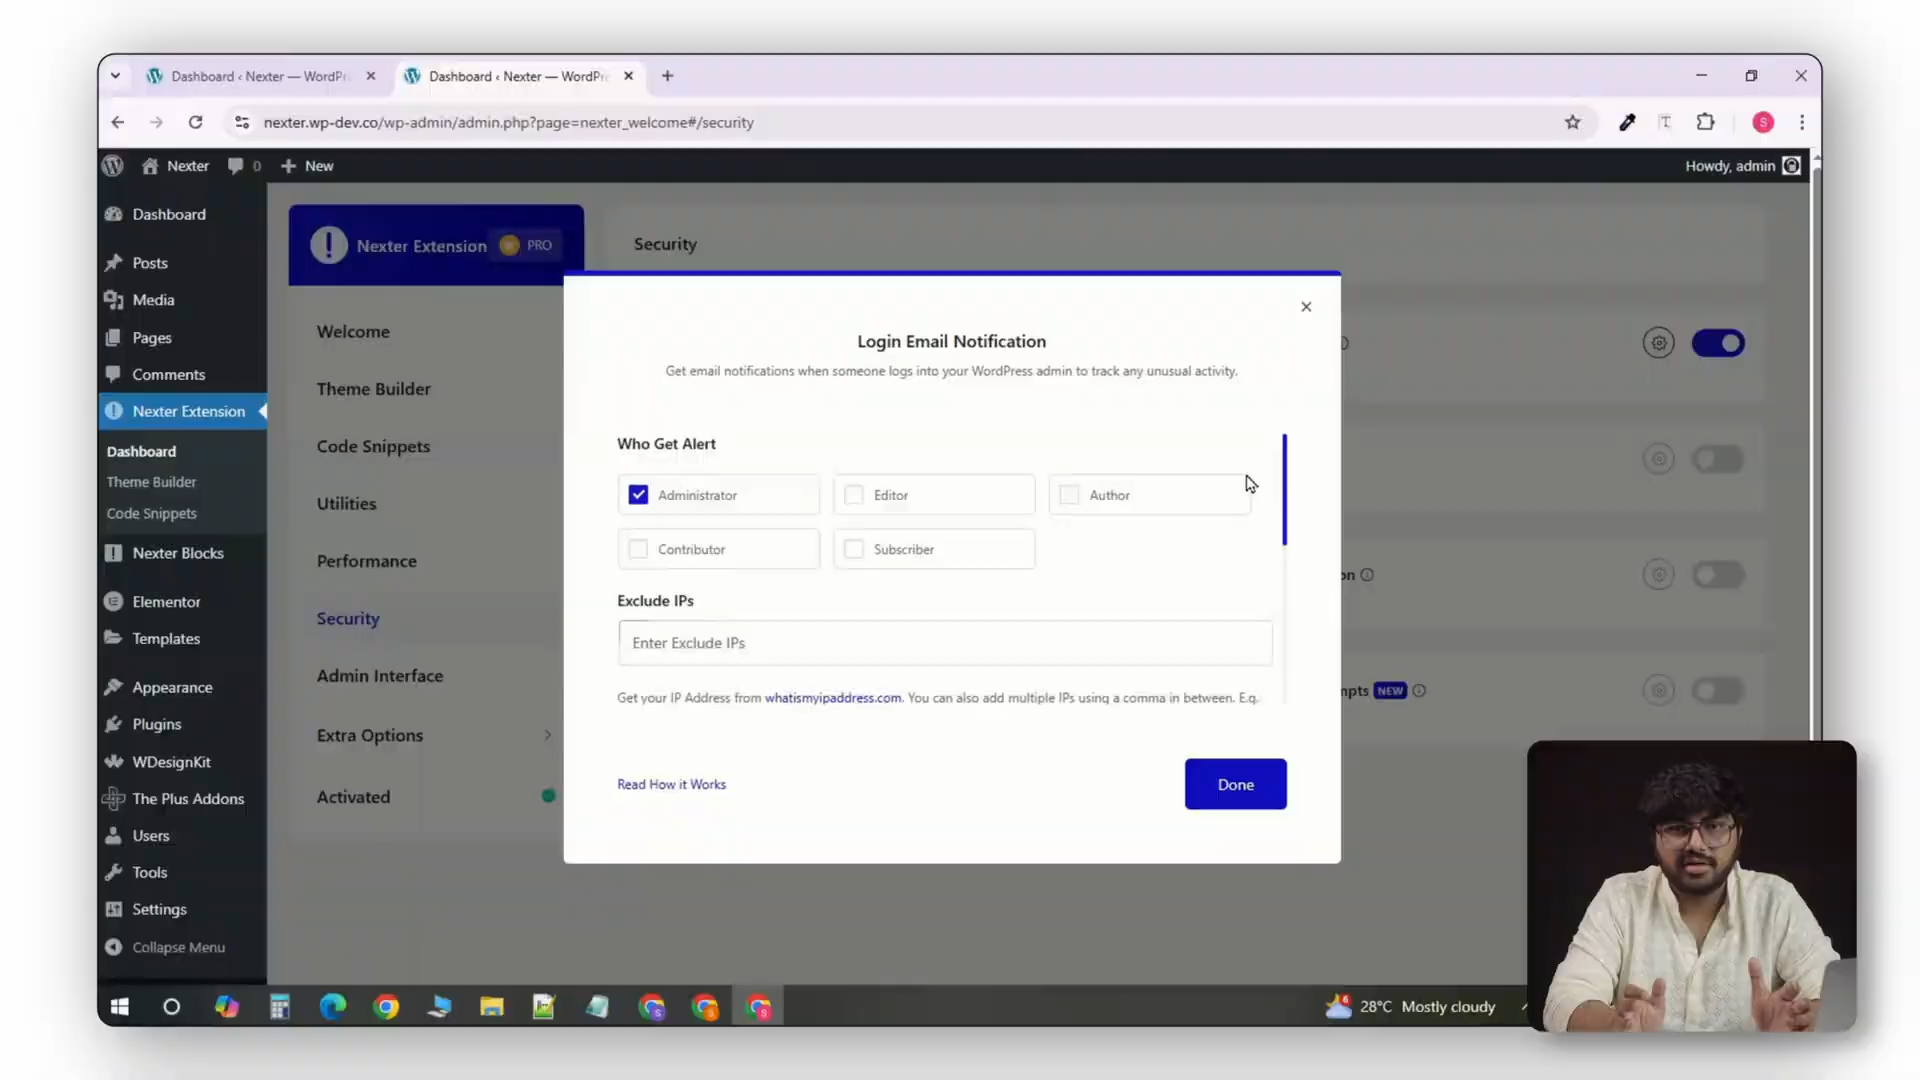 Dashboard ‹ Nexter — WordPr
Dashboard ‹ Nexter — WordPre
nexter.wp-dev.co/wp-admin/admin.php?page=nexter_welcome#/security
T
S
Nexter
0
New
Howdy, admin
Dashboard
Posts
Media
Pages
Comments
Nexter Extension
Dashboard
Theme Builder
Code Snippets
Nexter Blocks
Elementor
Templates
Appearance
Plugins
WDesignKit
The Plus Addons
Users
Tools
Settings
Collapse Menu
Nexter Extension
PRO
Welcome
Theme Builder
Code Snippets
Utilities
Performance
Security
Admin Interface
Extra Options
Activated
Security
on
mpts NEW
Login Email Notification
Get email notifications when someone logs into your WordPress admin to track any unusual activity.
Who Get Alert
Administrator
Editor
Author
Contributor
Subscriber
Exclude IPs
Enter Exclude IPs
Get your IP Address from whatismyipaddress.com. You can also add multiple IPs using a comma in between. E.g.
Read How it Works
Done
28°C Mostly cloudy